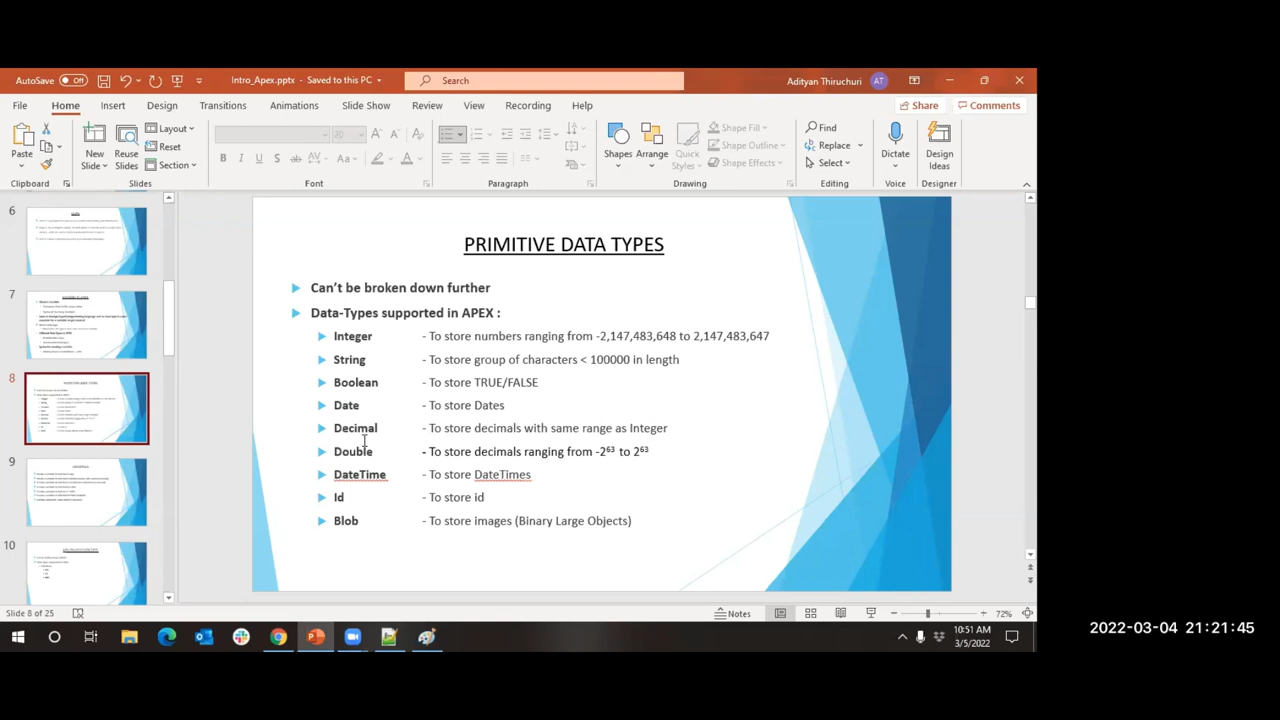 AutoSave Off Intro_Apex.pptx - Saved to this PC Search Adityan Thiruchuri AT
File Home Insert Design Transitions Animations Slide Show Review View Recording Help Share Comments
Paste New Slide Reuse Slides Layout Reset Section 20 Shapes Arrange Quick Styles Shape Fill Shape Outline Shape Effects Find Replace Select Dictate Design Ideas
Clipboard Slides Font Paragraph Drawing Editing Voice Designer
6
7
8
9
10
PRIMITIVE DATA TYPES
Can't be broken down further
Data-Types supported in APEX :
Integer - To store numbers ranging from -2,147,483,648 to 2,147,483,647
String - To store group of characters < 100000 in length
Boolean - To store TRUE/FALSE
Date - To store Dates
Decimal - To store decimals with same range as Integer
Double - To store decimals ranging from -2⁶³ to 2⁶³
DateTime - To store DateTimes
Id - To store id
Blob - To store images (Binary Large Objects)
Slide 8 of 25 Notes 72%
10:51 AM
3/5/2022
2022-03-04 21:21:45